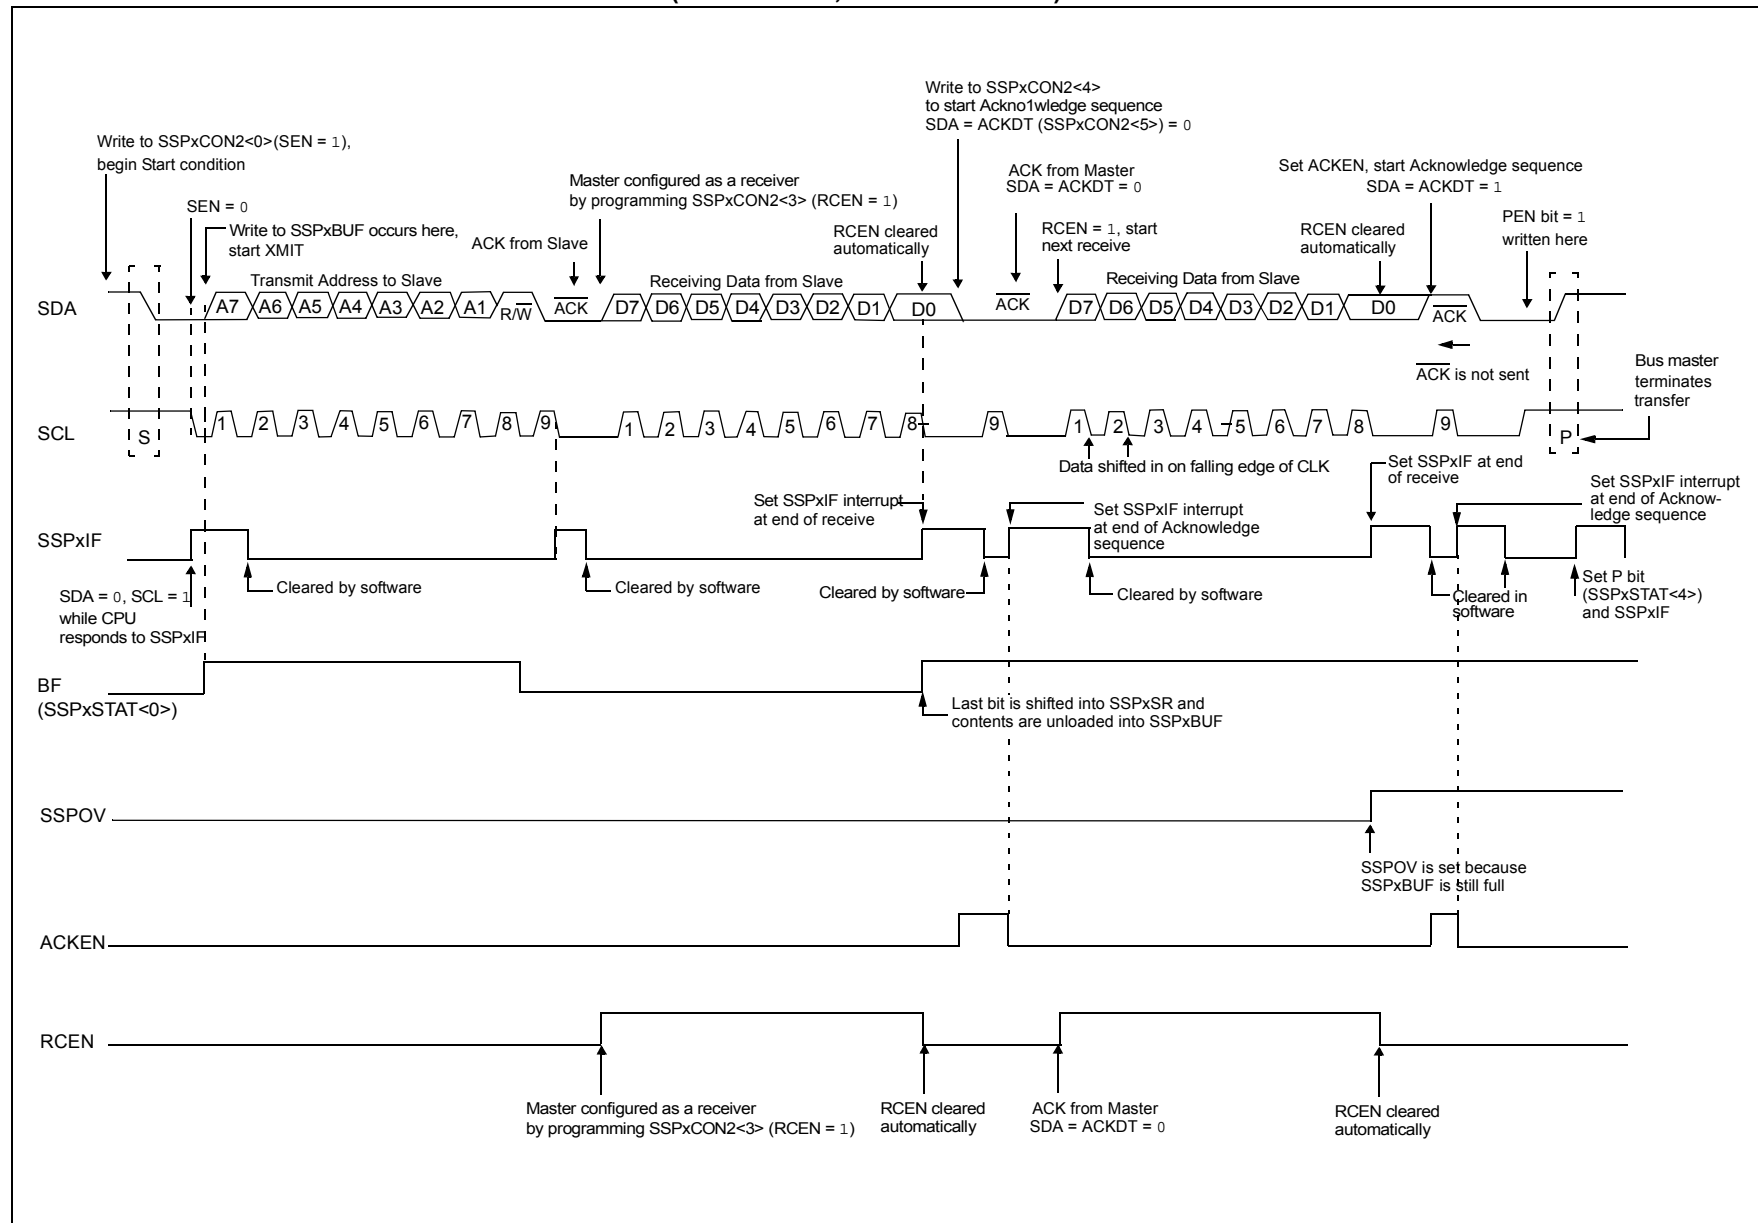 Write to SSPxCON2<4>
to start Ackno1wledge sequence
SDA = ACKDT (SSPxCON2<5>) = 0
Write to SSPxCON2<0>(SEN = 1),
begin Start condition
Master configured as a receiver
by programming SSPxCON2<3> (RCEN = 1)
ACK from Master
SDA = ACKDT = 0
Set ACKEN, start Acknowledge sequence
SDA = ACKDT = 1
SEN = 0
Write to SSPxBUF occurs here,
start XMIT
ACK from Slave
RCEN cleared
automatically
RCEN = 1, start
next receive
RCEN cleared
automatically
PEN bit = 1
written here
Transmit Address to Slave
Receiving Data from Slave
Receiving Data from Slave
SDA
A7 A6 A5 A4 A3 A2 A1 R/W ACK D7 D6 D5 D4 D3 D2 D1 D0 ACK D7 D6 D5 D4 D3 D2 D1 D0 ACK
ACK is not sent
Bus master
terminates
transfer
SCL
S 1 2 3 4 5 6 7 8 9 1 2 3 4 5 6 7 8 9 1 2 3 4 5 6 7 8 9 P
Data shifted in on falling edge of CLK
Set SSPxIF at end
of receive
Set SSPxIF interrupt
at end of receive
Set SSPxIF interrupt
at end of Acknowledge
sequence
Set SSPxIF interrupt
at end of Acknow-
ledge sequence
SSPxIF
SDA = 0, SCL = 1
while CPU
responds to SSPxIF
Cleared by software
Cleared by software
Cleared by software
Cleared by software
Cleared in
software
Set P bit
(SSPxSTAT<4>)
and SSPxIF
BF
(SSPxSTAT<0>)
Last bit is shifted into SSPxSR and
contents are unloaded into SSPxBUF
SSPOV
SSPOV is set because
SSPxBUF is still full
ACKEN
RCEN
Master configured as a receiver
by programming SSPxCON2<3> (RCEN = 1)
RCEN cleared
automatically
ACK from Master
SDA = ACKDT = 0
RCEN cleared
automatically